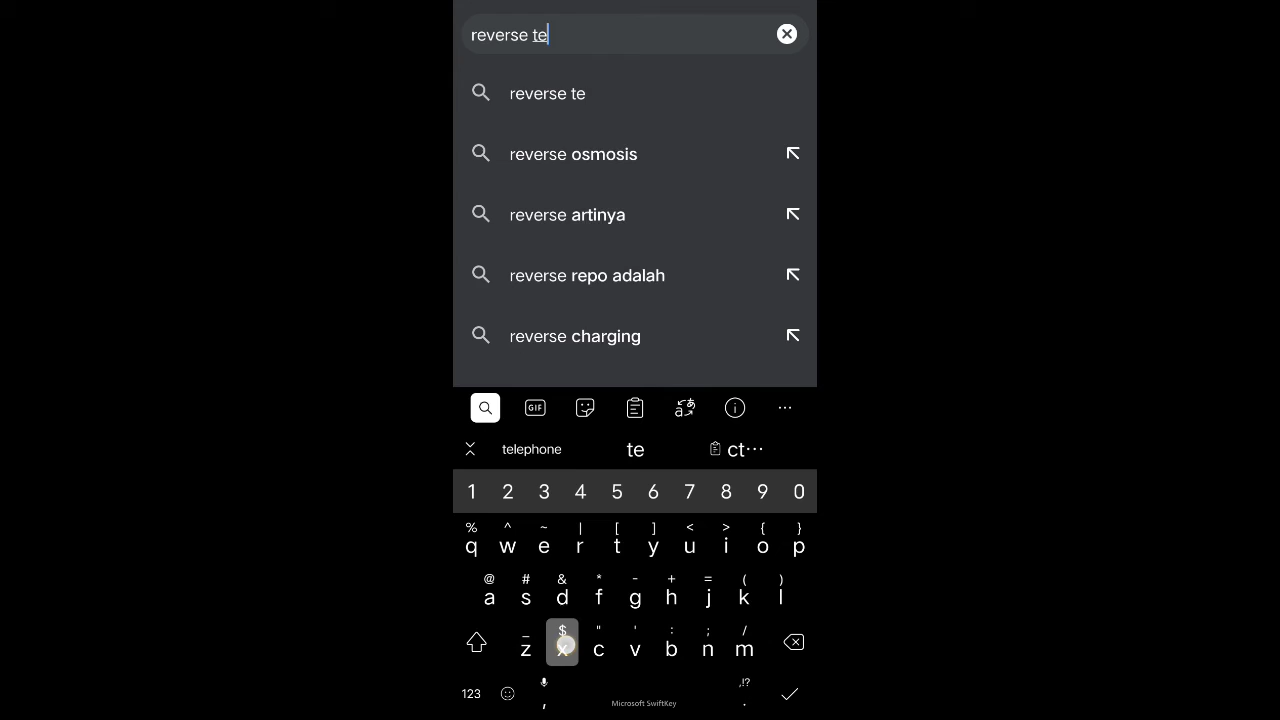 reverse te
reverse te
reverse osmosis
reverse artinya
reverse repo adalah
reverse charging
GIF
telephone te ct...
1 2 3 4 5 6 7 8 9 0
% ^ ~ | [ ] < > { }
q w e r t y u i o p
@ # & * - + = ( )
a s d f g h j k l
_ $ " ' : ; /
z x c v b n m
,!?
123 , .
Microsoft SwiftKey